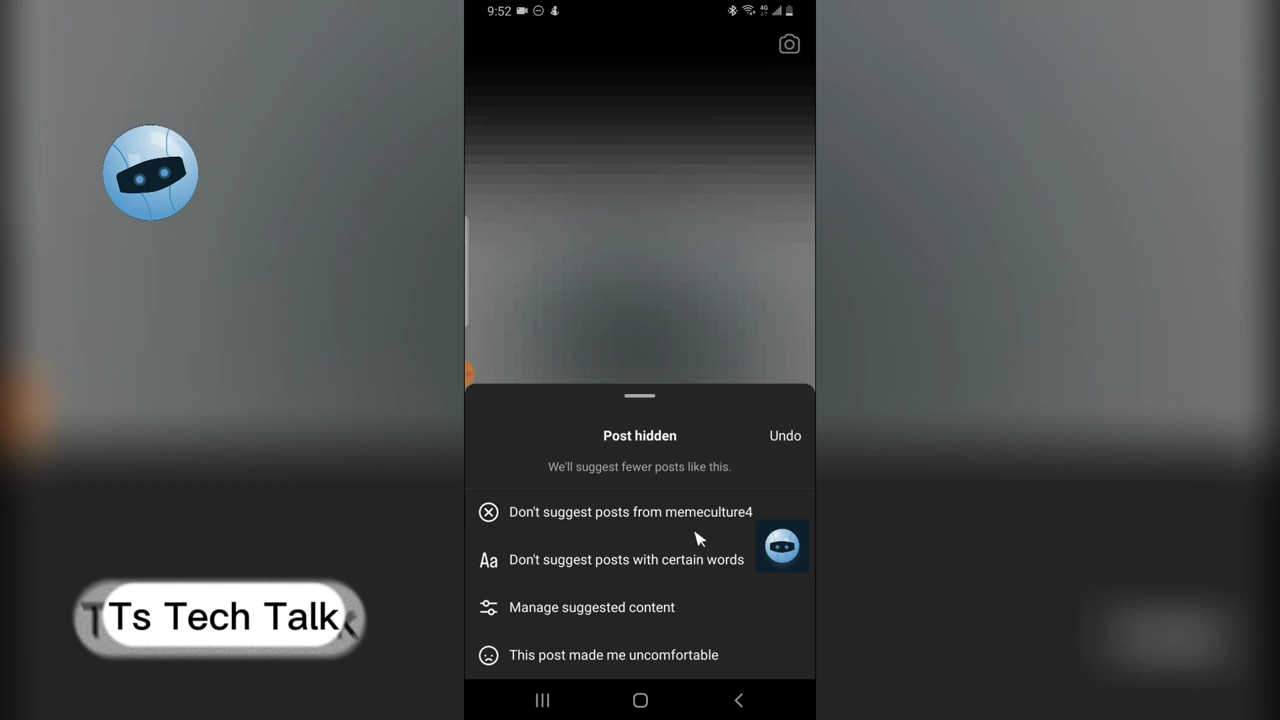 9:52
4G
Post hidden
Undo
We'll suggest fewer posts like this.
Don't suggest posts from memeculture4
Aa Don't suggest posts with certain words
Manage suggested content
This post made me uncomfortable
Ts Tech Talk